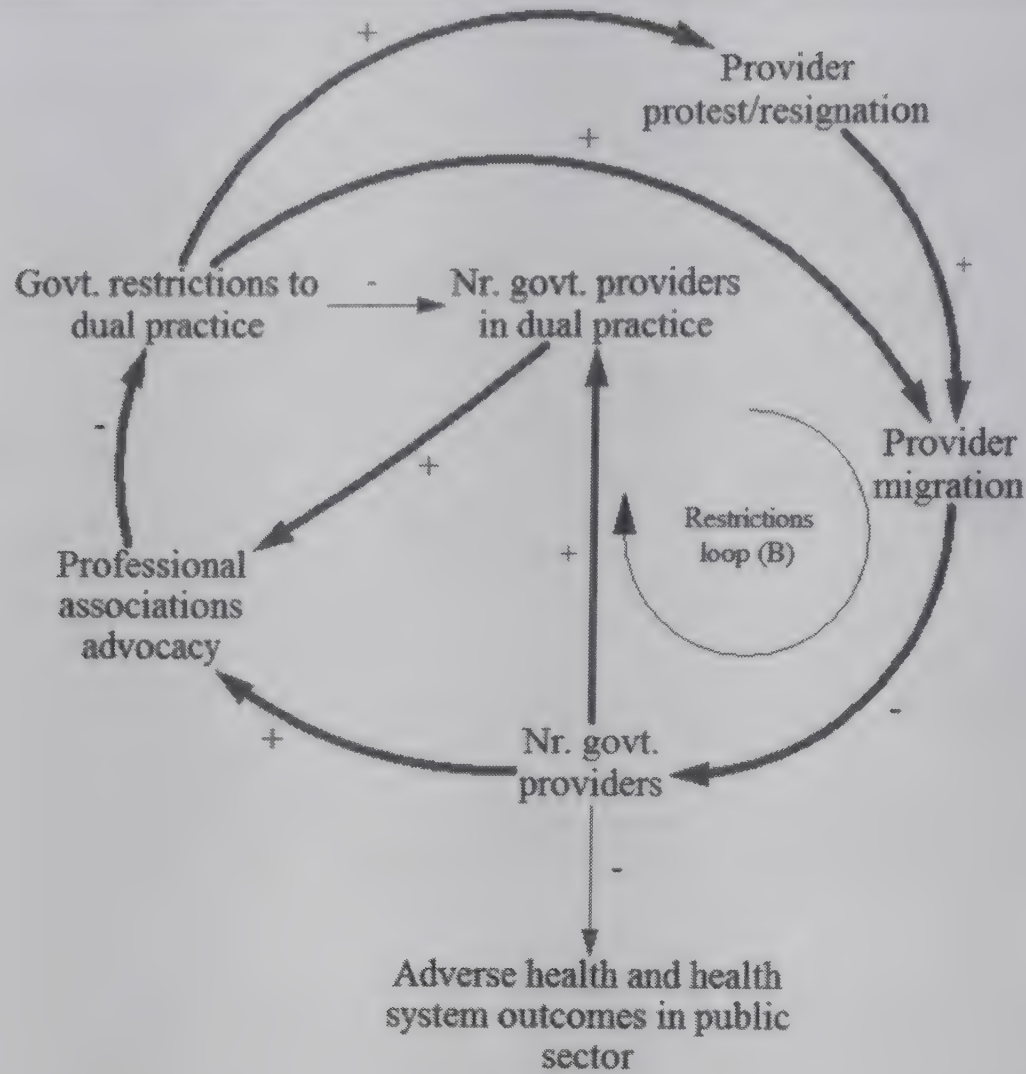 +
Provider
protest/resignation
+
+
Govt. restrictions to
dual practice
-
Nr. govt. providers
in dual practice
-
+
Provider
migration
Restrictions
loop (B)
+
Professional
associations
advocacy
-
+
Nr. govt.
providers
-
Adverse health and health
system outcomes in public
sector